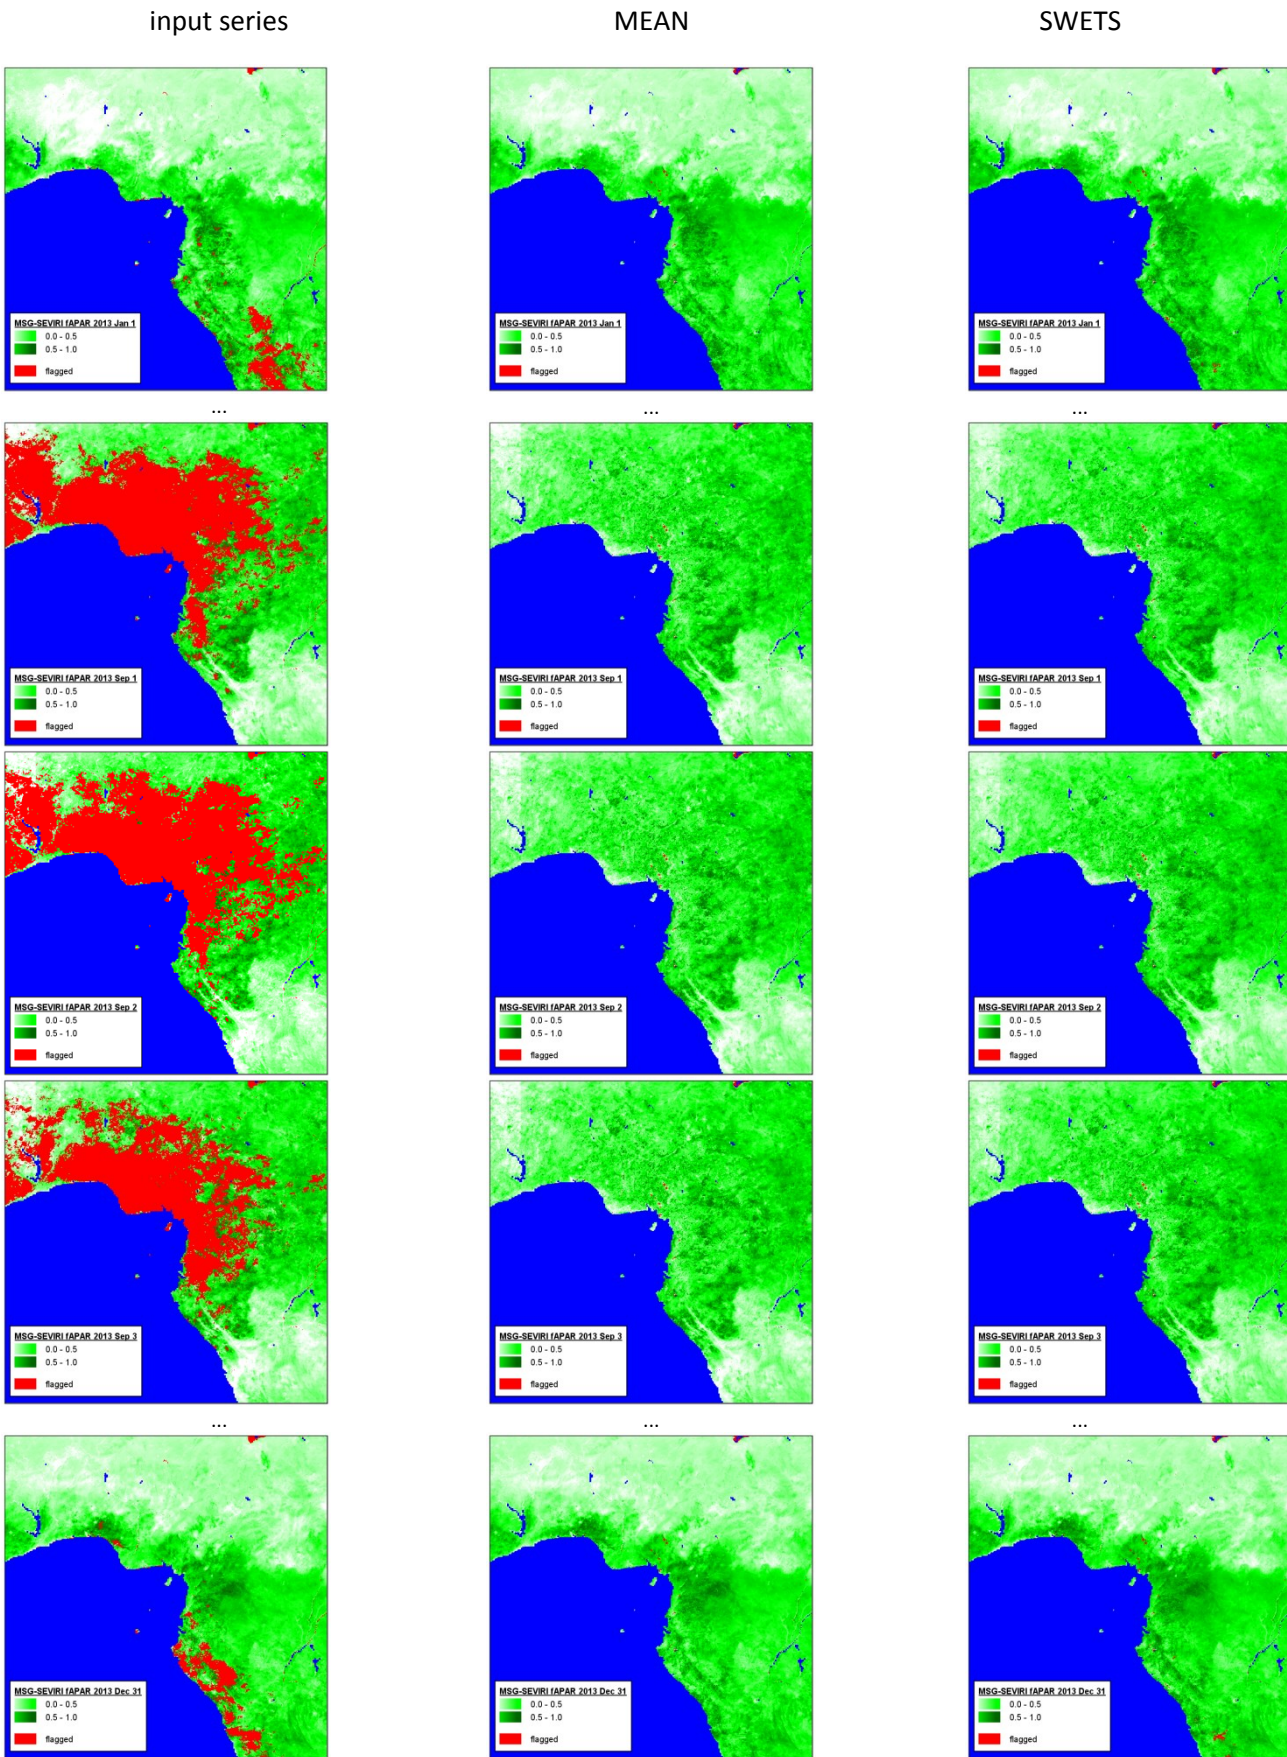 input series MEAN SWETS
MSG-SEVIRI fAPAR 2013 Jan 1
0.0 - 0.5
0.5 - 1.0
flagged
MSG-SEVIRI fAPAR 2013 Jan 1
0.0 - 0.5
0.5 - 1.0
flagged
MSG-SEVIRI fAPAR 2013 Jan 1
0.0 - 0.5
0.5 - 1.0
flagged
... ... ...
MSG-SEVIRI fAPAR 2013 Sep 1
0.0 - 0.5
0.5 - 1.0
flagged
MSG-SEVIRI fAPAR 2013 Sep 1
0.0 - 0.5
0.5 - 1.0
flagged
MSG-SEVIRI fAPAR 2013 Sep 1
0.0 - 0.5
0.5 - 1.0
flagged
MSG-SEVIRI fAPAR 2013 Sep 2
0.0 - 0.5
0.5 - 1.0
flagged
MSG-SEVIRI fAPAR 2013 Sep 2
0.0 - 0.5
0.5 - 1.0
flagged
MSG-SEVIRI fAPAR 2013 Sep 2
0.0 - 0.5
0.5 - 1.0
flagged
MSG-SEVIRI fAPAR 2013 Sep 3
0.0 - 0.5
0.5 - 1.0
flagged
MSG-SEVIRI fAPAR 2013 Sep 3
0.0 - 0.5
0.5 - 1.0
flagged
MSG-SEVIRI fAPAR 2013 Sep 3
0.0 - 0.5
0.5 - 1.0
flagged
... ... ...
MSG-SEVIRI fAPAR 2013 Dec 31
0.0 - 0.5
0.5 - 1.0
flagged
MSG-SEVIRI fAPAR 2013 Dec 31
0.0 - 0.5
0.5 - 1.0
flagged
MSG-SEVIRI fAPAR 2013 Dec 31
0.0 - 0.5
0.5 - 1.0
flagged